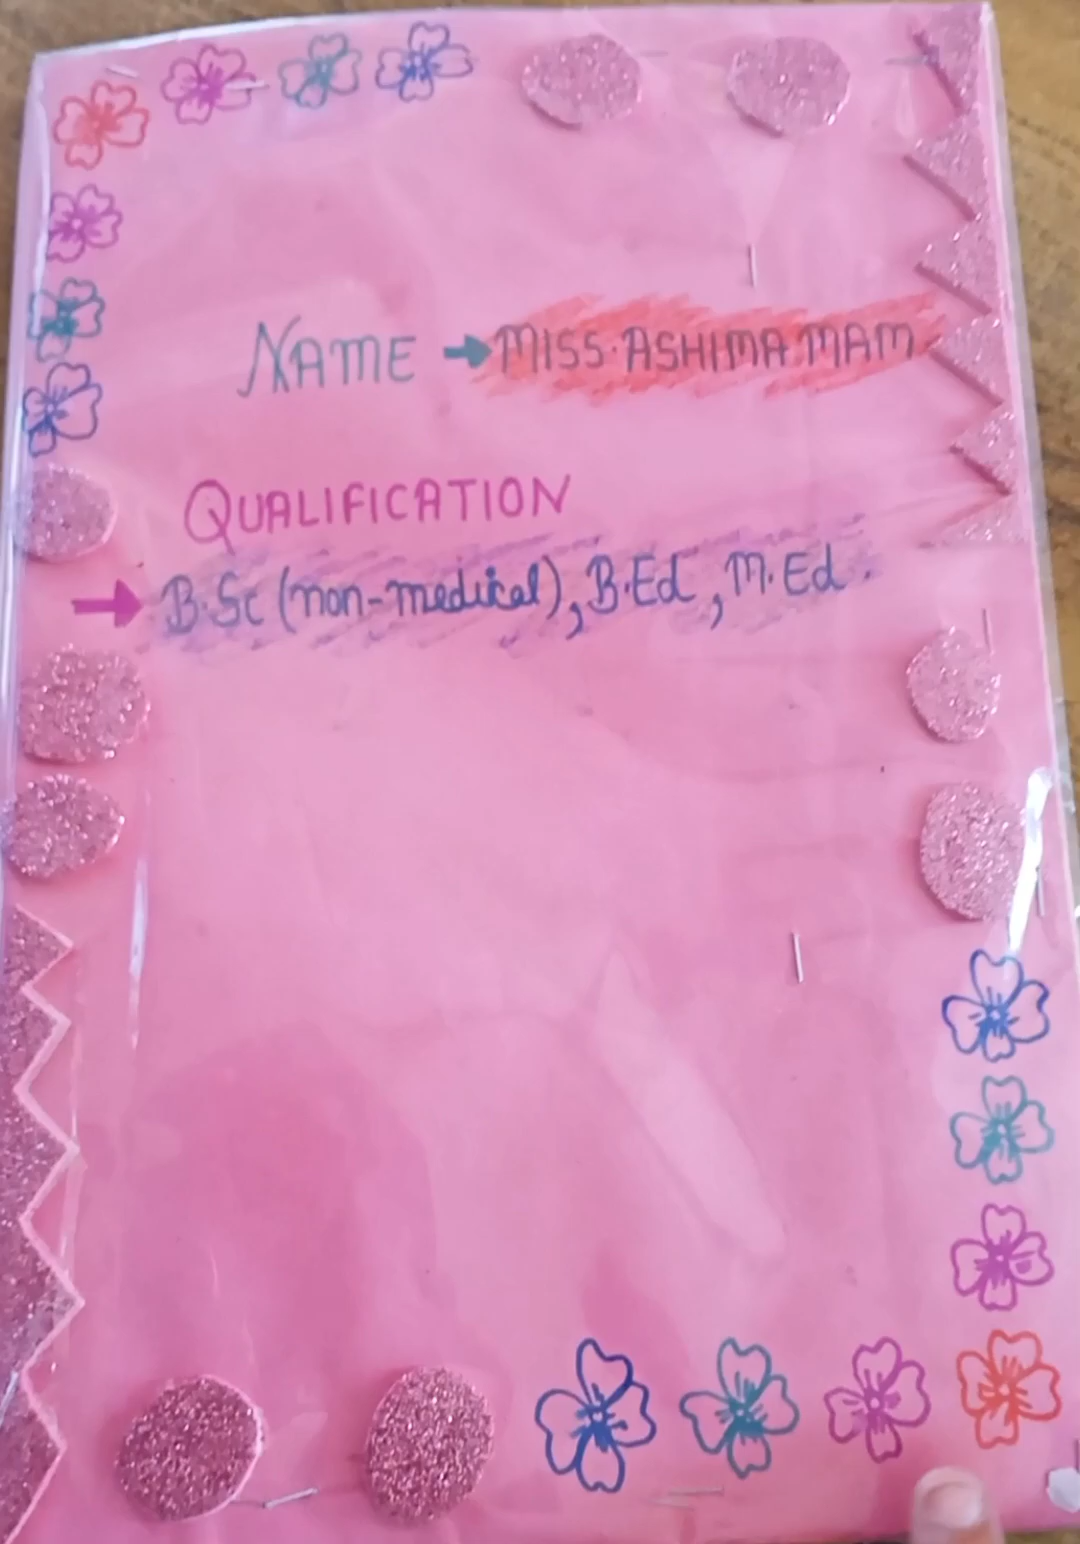 NAME → MISS. ASHIMA MAM
QUALIFICATION
→ B.Sc (non-medical), B.Ed, M.Ed.